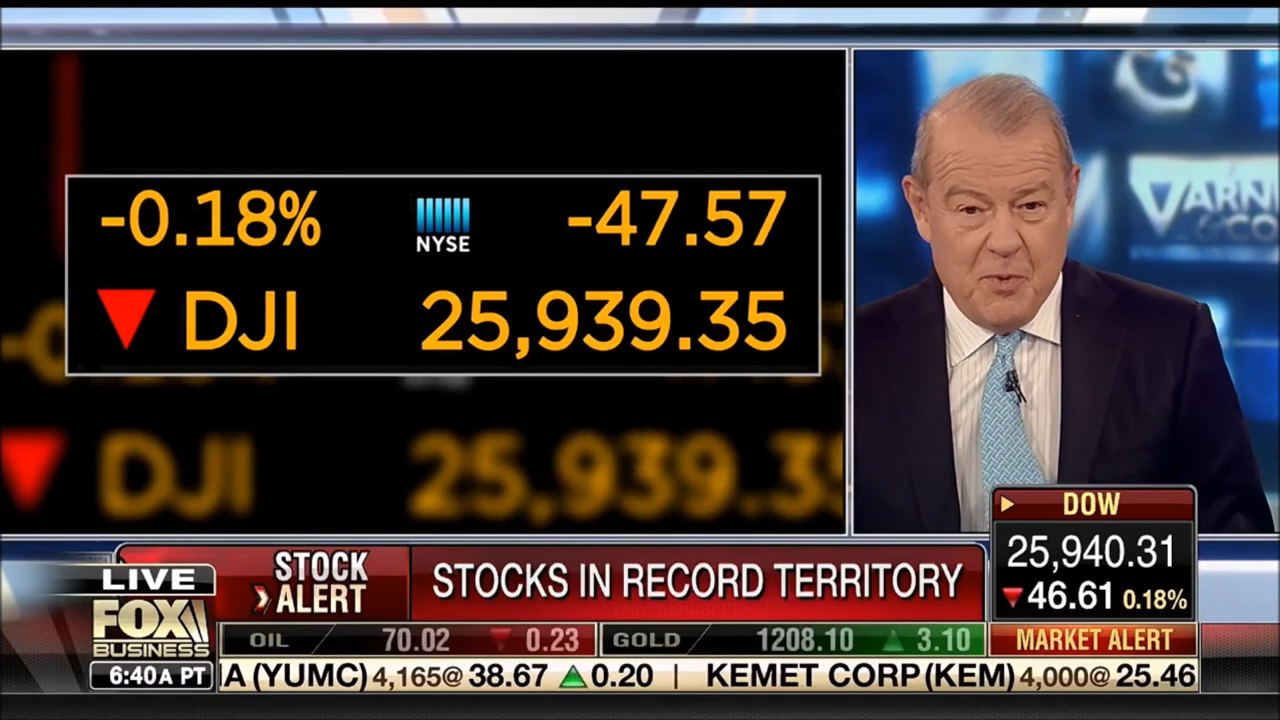 -0.18% NYSE -47.57
DJI 25,939.35
DJI 25,939.35
VARN
& CO
DOW
25,940.31
46.61 0.18%
MARKET ALERT
STOCK ALERT
STOCKS IN RECORD TERRITORY
LIVE
FOX
BUSINESS
6:40A PT
OIL 70.02 0.23 GOLD 1208.10 3.10
A (YUMC) 4,165@ 38.67 0.20 | KEMET CORP (KEM) 4,000@ 25.46